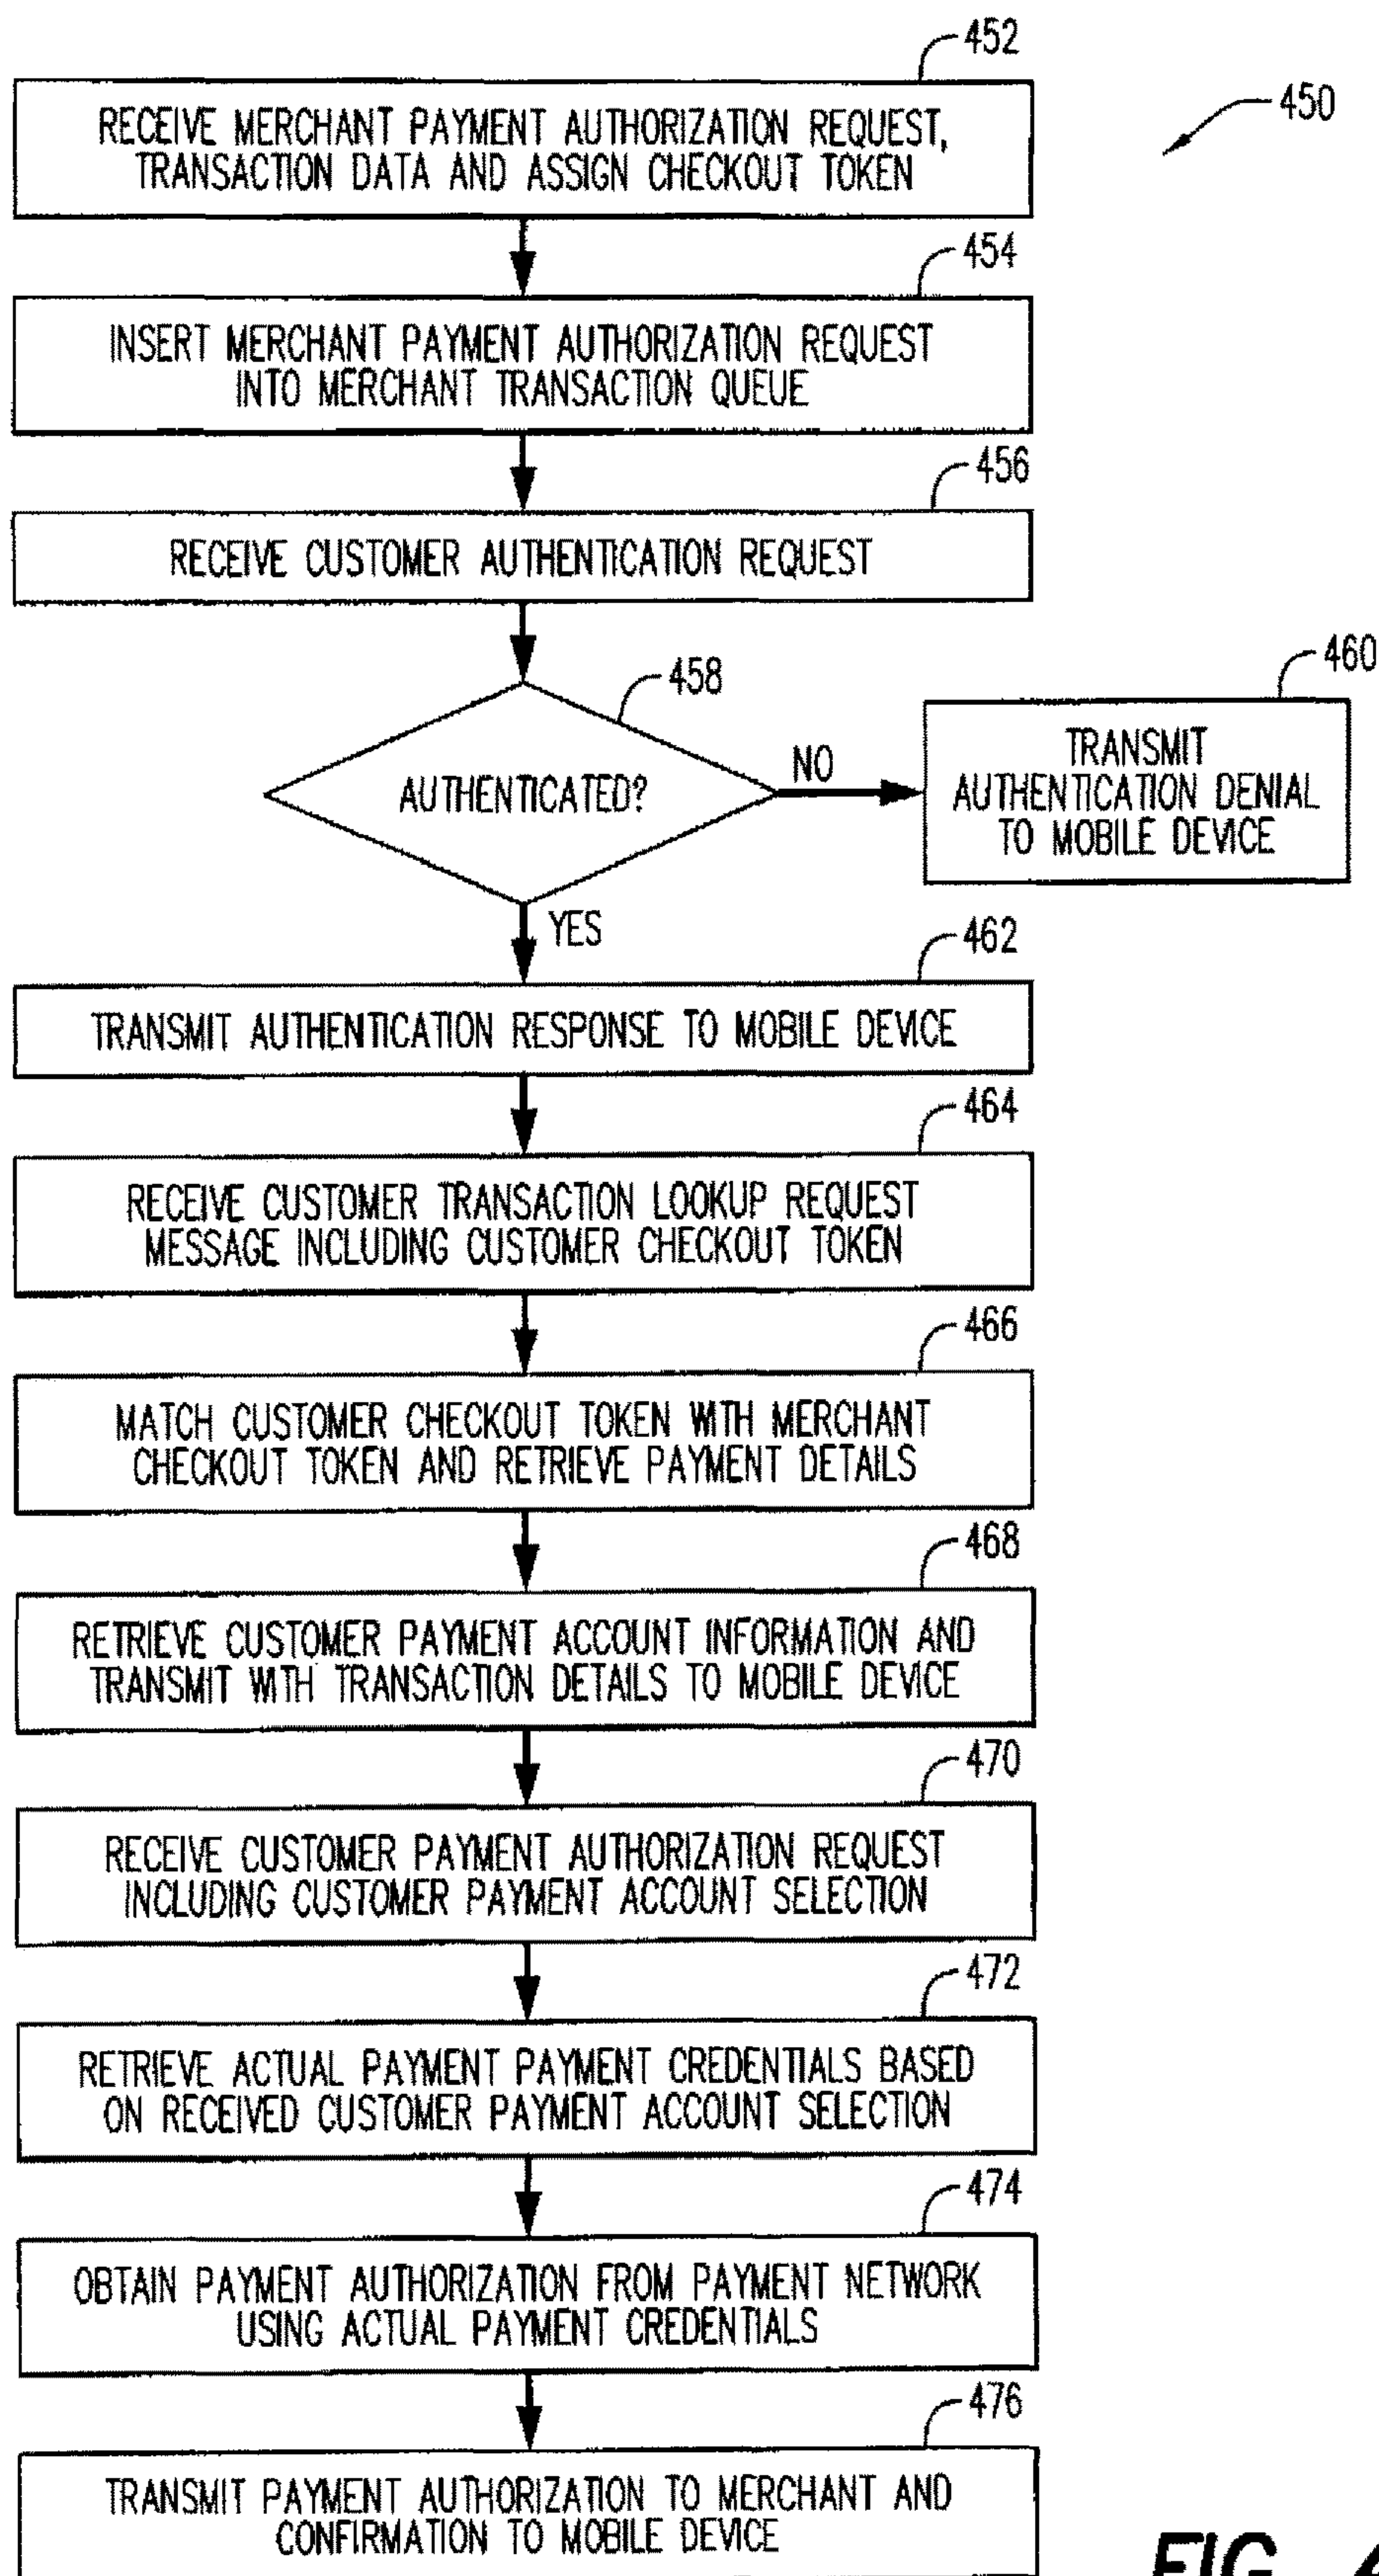 452
450
RECEIVE MERCHANT PAYMENT AUTHORIZATION REQUEST,
TRANSACTION DATA AND ASSIGN CHECKOUT TOKEN
454
INSERT MERCHANT PAYMENT AUTHORIZATION REQUEST
INTO MERCHANT TRANSACTION QUEUE
456
RECEIVE CUSTOMER AUTHENTICATION REQUEST
458
AUTHENTICATED?
NO
460
TRANSMIT
AUTHENTICATION DENIAL
TO MOBILE DEVICE
YES
462
TRANSMIT AUTHENTICATION RESPONSE TO MOBILE DEVICE
464
RECEIVE CUSTOMER TRANSACTION LOOKUP REQUEST
MESSAGE INCLUDING CUSTOMER CHECKOUT TOKEN
466
MATCH CUSTOMER CHECKOUT TOKEN WITH MERCHANT
CHECKOUT TOKEN AND RETRIEVE PAYMENT DETAILS
468
RETRIEVE CUSTOMER PAYMENT ACCOUNT INFORMATION AND
TRANSMIT WITH TRANSACTION DETAILS TO MOBILE DEVICE
470
RECEIVE CUSTOMER PAYMENT AUTHORIZATION REQUEST
INCLUDING CUSTOMER PAYMENT ACCOUNT SELECTION
472
RETRIEVE ACTUAL PAYMENT PAYMENT CREDENTIALS BASED
ON RECEIVED CUSTOMER PAYMENT ACCOUNT SELECTION
474
OBTAIN PAYMENT AUTHORIZATION FROM PAYMENT NETWORK
USING ACTUAL PAYMENT CREDENTIALS
476
TRANSMIT PAYMENT AUTHORIZATION TO MERCHANT AND
CONFIRMATION TO MOBILE DEVICE
FIG.